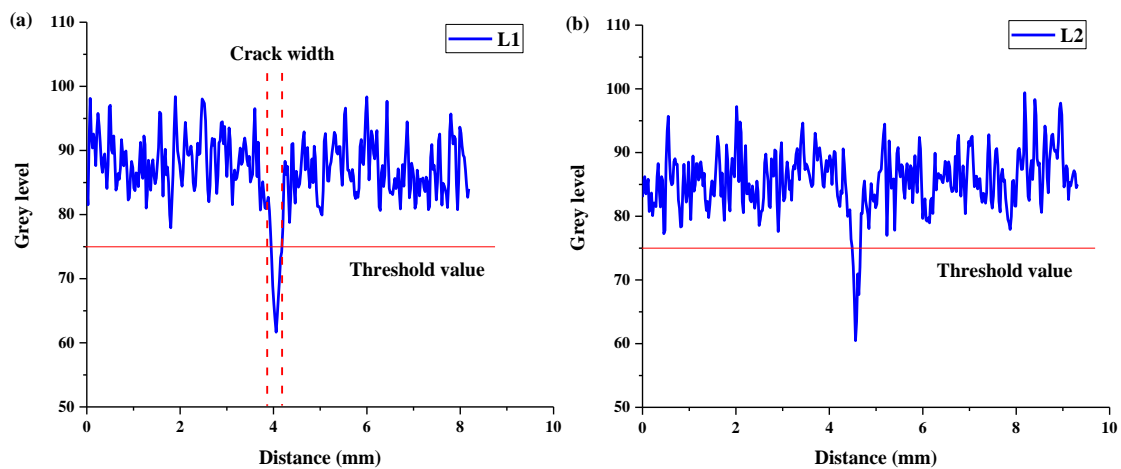 (a)
110
100
90
80
70
60
50
Grey level
L1
Crack width
Threshold value
0 2 4 6 8 10
Distance (mm)
(b)
110
100
90
80
70
60
50
Grey level
L2
Threshold value
0 2 4 6 8 10
Distance (mm)